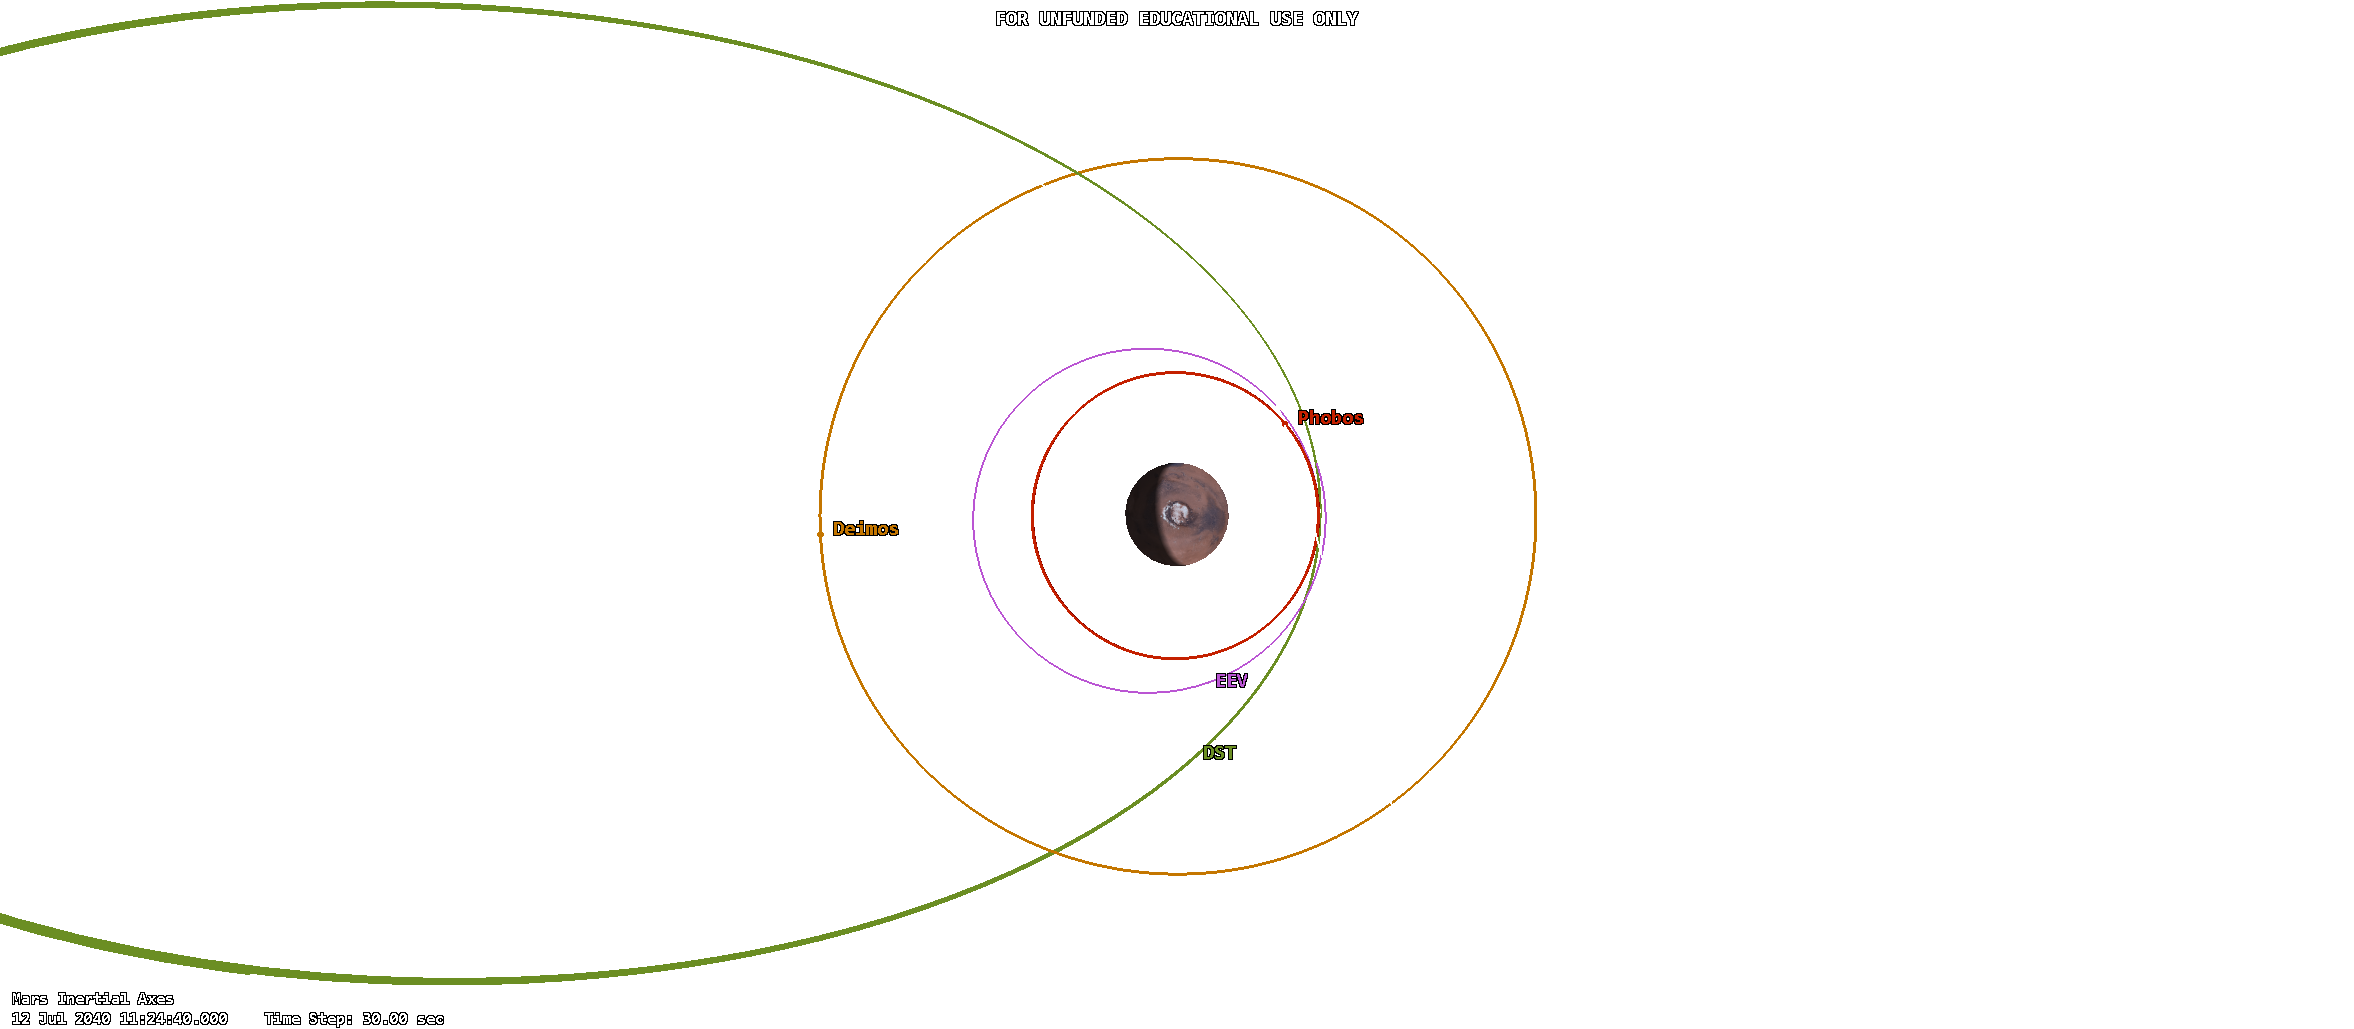 FOR UNFUNDED EDUCATIONAL USE ONLY
Phobos
Deimos
EEV
DST
Mars Inertial Axes
12 Jul 2040 11:24:40.000 Time Step: 30.00 sec